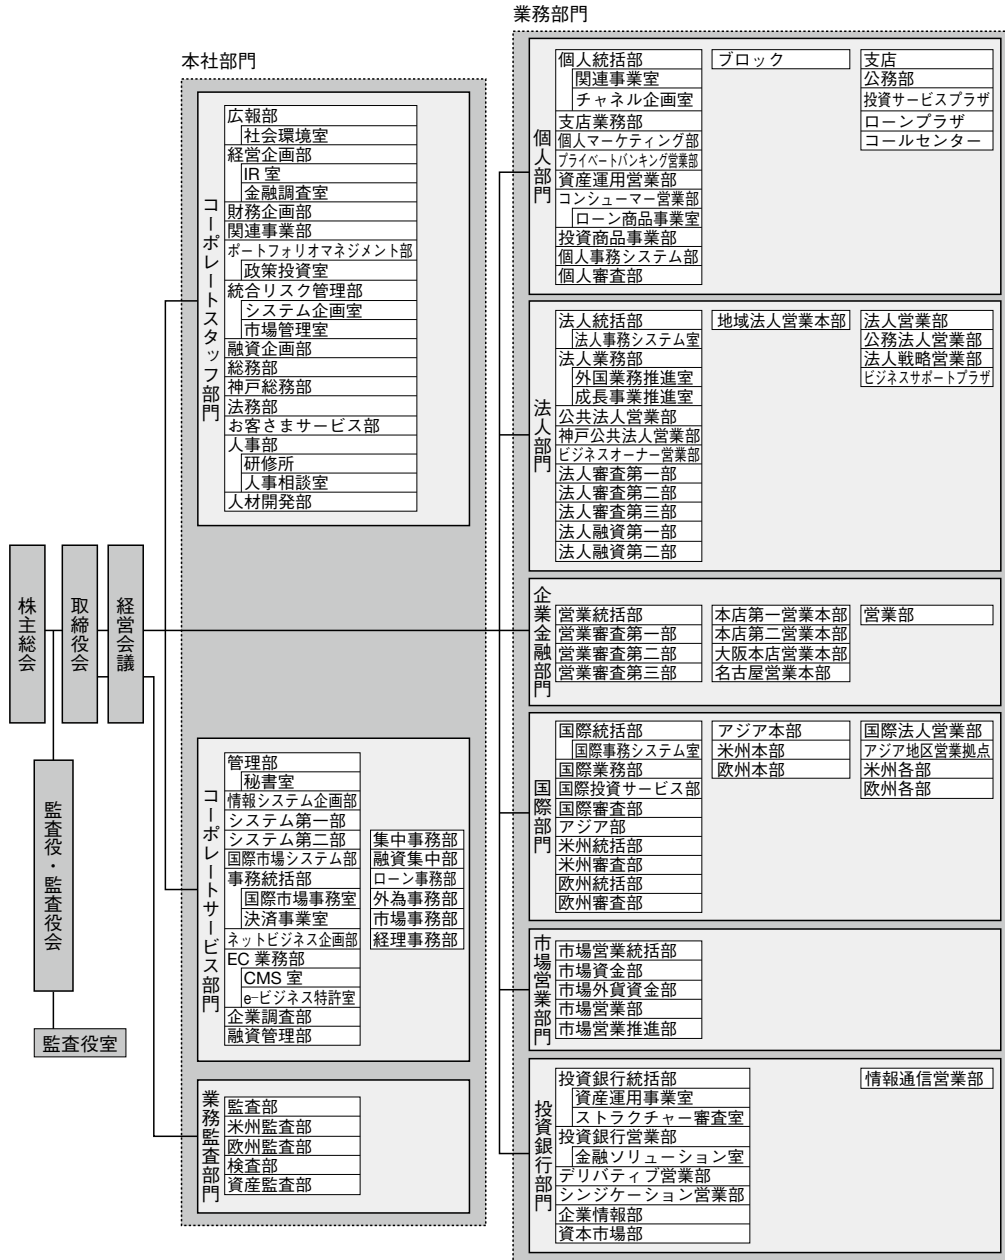 業務部門
本社部門
株主総会
取締役会
経営会議
監査役・監査役会
監査役室
コーポレートスタッフ部門
広報部
社会環境室
経営企画部
IR 室
金融調査室
財務企画部
関連事業部
ポートフォリオマネジメント部
政策投資室
統合リスク管理部
システム企画室
市場管理室
融資企画部
総務部
神戸総務部
法務部
お客さまサービス部
人事部
研修所
人事相談室
人材開発部
コーポレートサービス部門
管理部
秘書室
情報システム企画部
システム第一部
システム第二部
国際市場システム部
事務統括部
国際市場事務室
決済事業室
ネットビジネス企画部
EC 業務部
CMS 室
e-ビジネス特許室
企業調査部
融資管理部
集中事務部
融資集中部
ローン事務部
外為事務部
市場事務部
経理事務部
業務監査部門
監査部
米州監査部
欧州監査部
検査部
資産監査部
個人部門
個人統括部
関連事業室
チャネル企画室
支店業務部
個人マーケティング部
プライベートバンキング営業部
資産運用営業部
コンシューマー営業部
ローン商品事業室
投資商品事業部
個人事務システム部
個人審査部
ブロック
支店
公務部
投資サービスプラザ
ローンプラザ
コールセンター
法人部門
法人統括部
法人事務システム室
法人業務部
外国業務推進室
成長事業推進室
公共法人営業部
神戸公共法人営業部
ビジネスオーナー営業部
法人審査第一部
法人審査第二部
法人審査第三部
法人融資第一部
法人融資第二部
地域法人営業本部
法人営業部
公務法人営業部
法人戦略営業部
ビジネスサポートプラザ
企業金融部門
営業統括部
営業審査第一部
営業審査第二部
営業審査第三部
本店第一営業本部
本店第二営業本部
大阪本店営業本部
名古屋営業本部
営業部
国際部門
国際統括部
国際事務システム室
国際業務部
国際投資サービス部
国際審査部
アジア部
米州統括部
米州審査部
欧州統括部
欧州審査部
アジア本部
米州本部
欧州本部
国際法人営業部
アジア地区営業拠点
米州各部
欧州各部
市場営業部門
市場営業統括部
市場資金部
市場外貨資金部
市場営業部
市場営業推進部
投資銀行部門
投資銀行統括部
資産運用事業室
ストラクチャー審査室
投資銀行営業部
金融ソリューション室
デリバティブ営業部
シンジケーション営業部
企業情報部
資本市場部
情報通信営業部